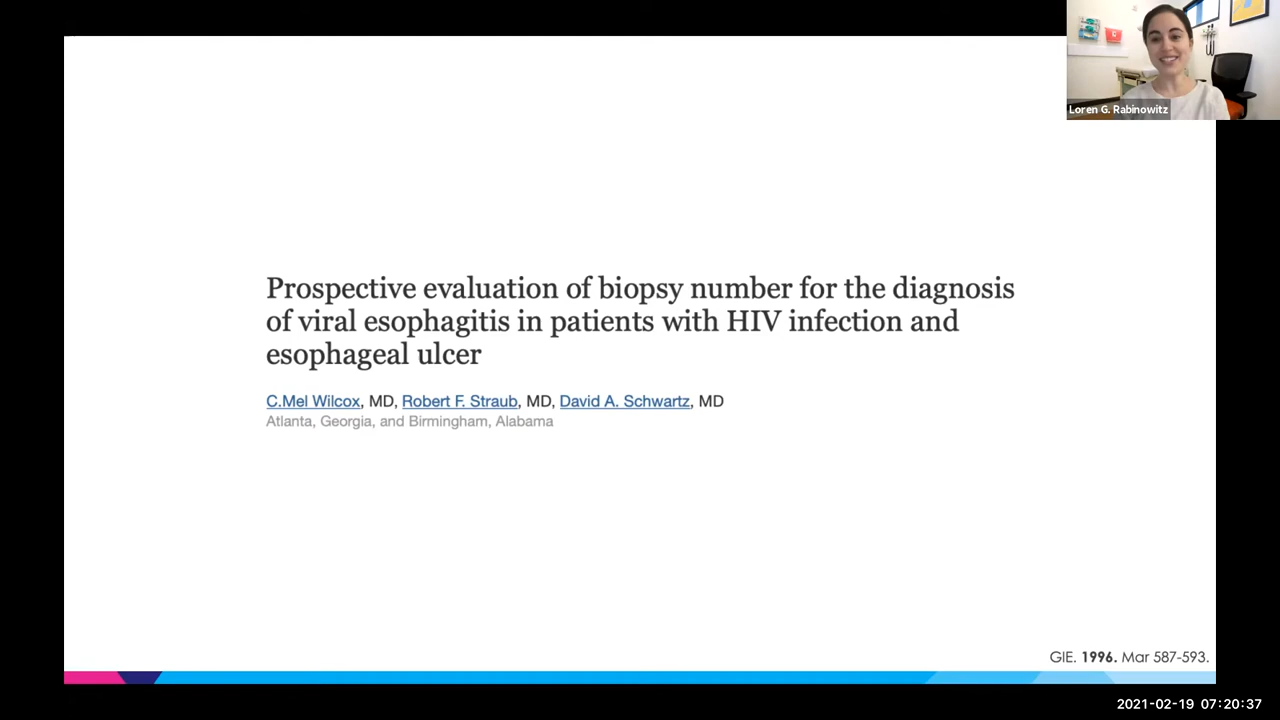 Loren G. Rabinowitz
Prospective evaluation of biopsy number for the diagnosis
of viral esophagitis in patients with HIV infection and
esophageal ulcer
C.Mel Wilcox, MD, Robert F. Straub, MD, David A. Schwartz, MD
Atlanta, Georgia, and Birmingham, Alabama
GIE. 1996. Mar 587-593.
2021-02-19 07:20:37